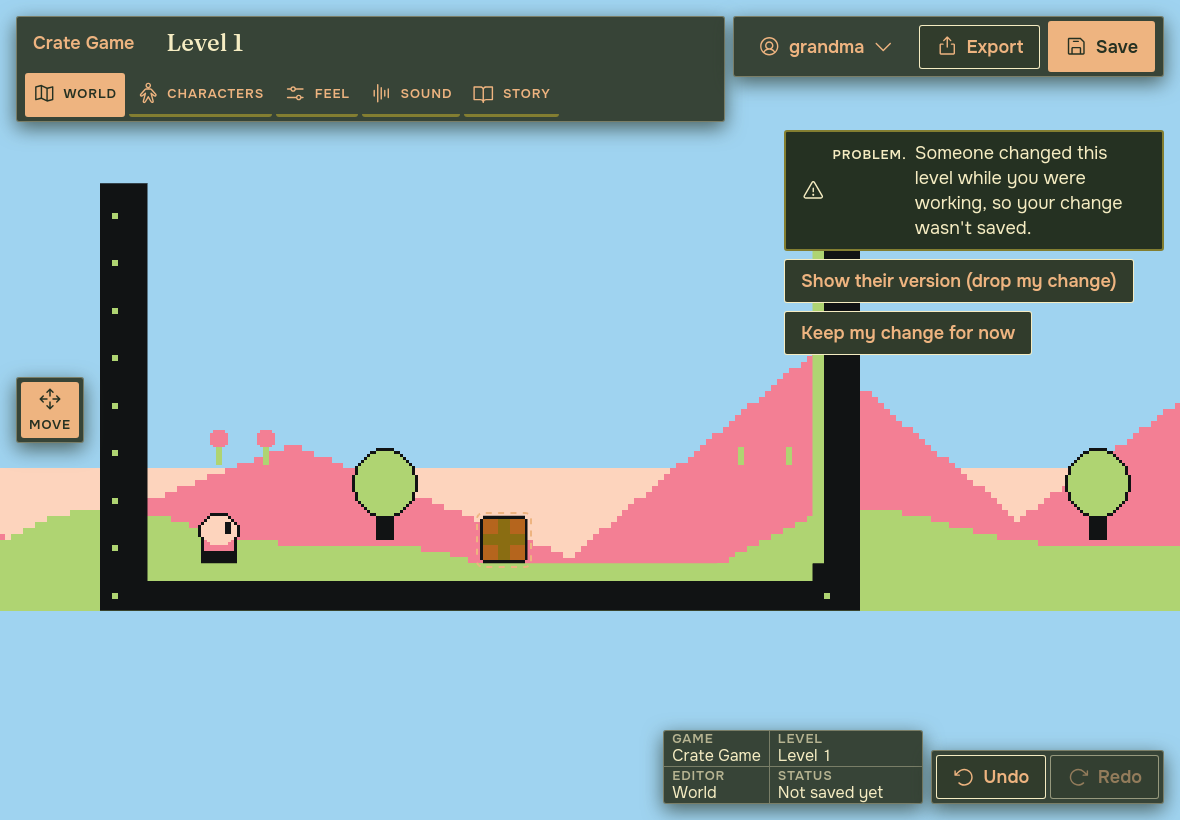 Crate Game
Level 1
grandma
Export
Save
WORLD
CHARACTERS
FEEL
SOUND
STORY
PROBLEM. Someone changed this
level while you were
working, so your change
wasn't saved.
Show their version (drop my change)
Keep my change for now
MOVE
GAME
Crate Game
LEVEL
Level 1
EDITOR
World
STATUS
Not saved yet
Undo
Redo